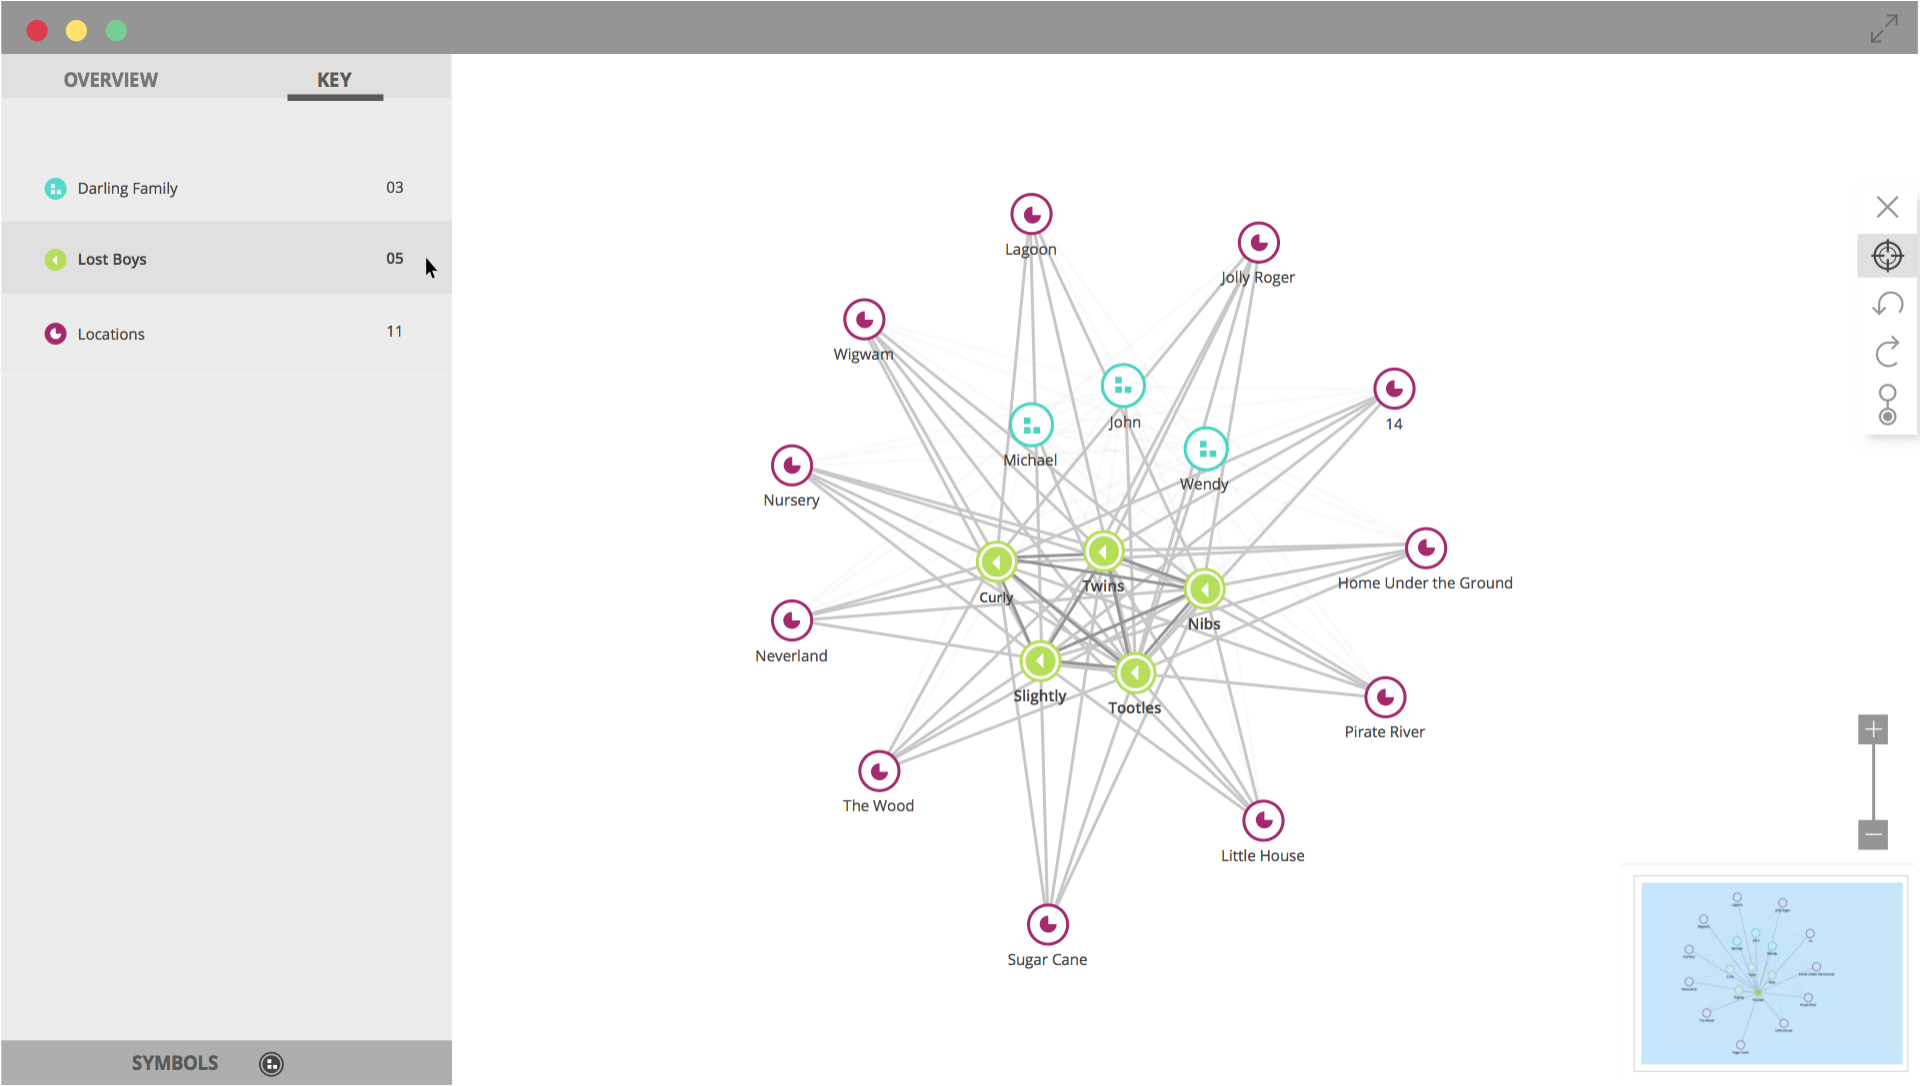 OVERVIEW KEY
Darling Family 03
Lost Boys 05
Locations 11
Lagoon
Jolly Roger
Wigwam
14
John
Michael
Wendy
Nursery
Home Under the Ground
Twins
Curly
Nibs
Neverland
Slightly
Tootles
Pirate River
The Wood
Little House
Sugar Cane
SYMBOLS